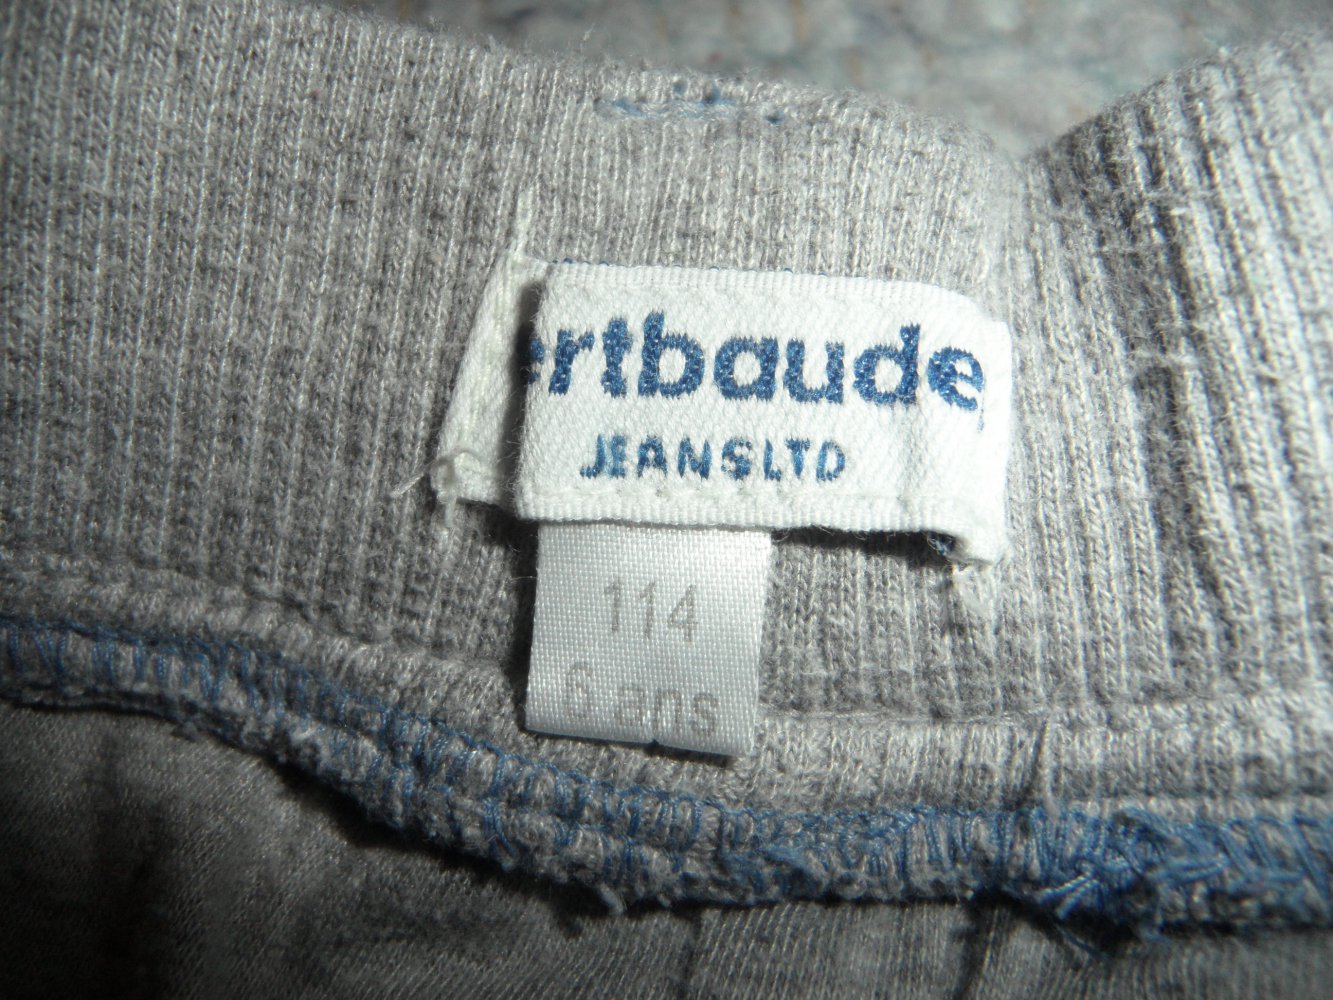 ertbaude
JEANS LTD
114
6 ans